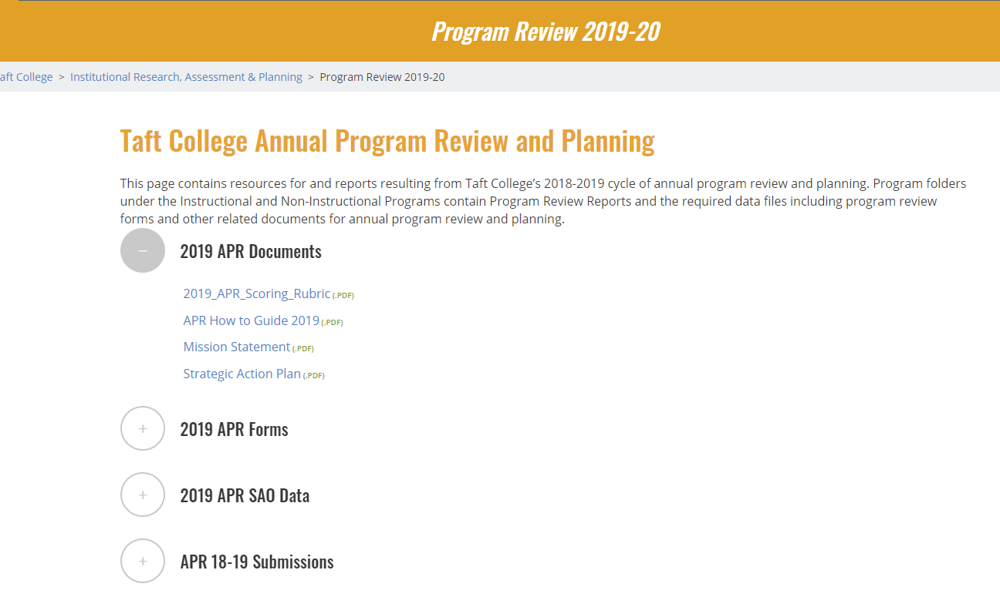 Program Review 2019-20
aft College > Institutional Research, Assessment & Planning > Program Review 2019-20
Taft College Annual Program Review and Planning
This page contains resources for and reports resulting from Taft College’s 2018-2019 cycle of annual program review and planning. Program folders
under the Instructional and Non-Instructional Programs contain Program Review Reports and the required data files including program review
forms and other related documents for annual program review and planning.
− 2019 APR Documents
2019_APR_Scoring_Rubric (.PDF)
APR How to Guide 2019 (.PDF)
Mission Statement (.PDF)
Strategic Action Plan (.PDF)
+ 2019 APR Forms
+ 2019 APR SAO Data
+ APR 18-19 Submissions